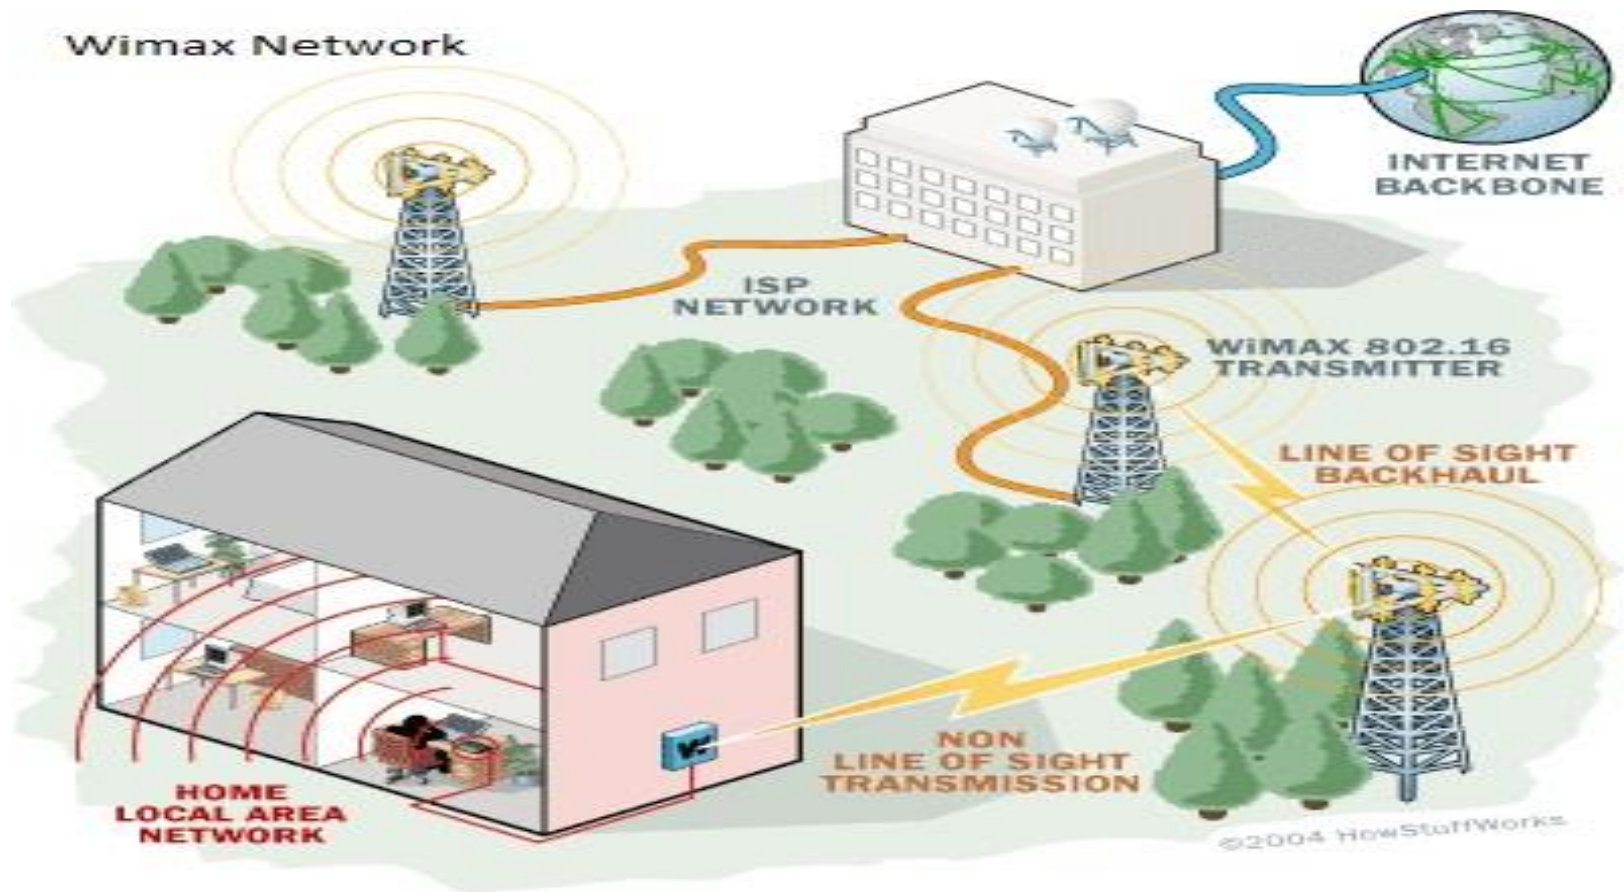 Wimax Network
INTERNET
BACKBONE
ISP
NETWORK
WiMAX 802.16
TRANSMITTER
LINE OF SIGHT
BACKHAUL
NON
LINE OF SIGHT
TRANSMISSION
HOME
LOCAL AREA
NETWORK
©2004 HowStuffWorks